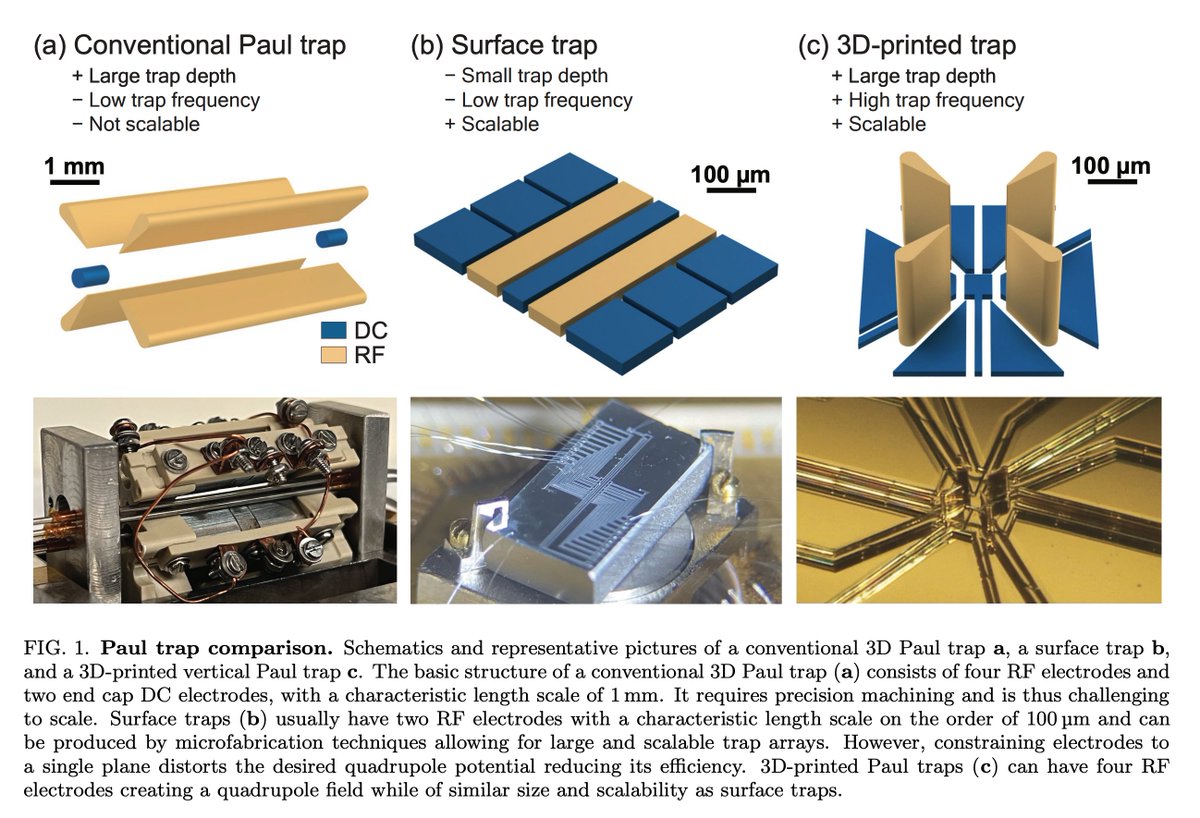 (a) Conventional Paul trap
+ Large trap depth
− Low trap frequency
− Not scalable
1 mm
DC
RF
(b) Surface trap
− Small trap depth
− Low trap frequency
+ Scalable
100 µm
(c) 3D-printed trap
+ Large trap depth
+ High trap frequency
+ Scalable
100 µm
FIG. 1. Paul trap comparison. Schematics and representative pictures of a conventional 3D Paul trap a, a surface trap b,
and a 3D-printed vertical Paul trap c. The basic structure of a conventional 3D Paul trap (a) consists of four RF electrodes and
two end cap DC electrodes, with a characteristic length scale of 1 mm. It requires precision machining and is thus challenging
to scale. Surface traps (b) usually have two RF electrodes with a characteristic length scale on the order of 100 µm and can
be produced by microfabrication techniques allowing for large and scalable trap arrays. However, constraining electrodes to
a single plane distorts the desired quadrupole potential reducing its efficiency. 3D-printed Paul traps (c) can have four RF
electrodes creating a quadrupole field while of similar size and scalability as surface traps.